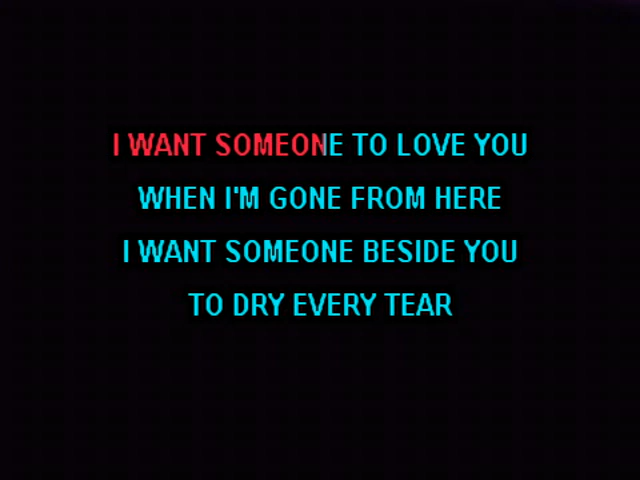 I WANT SOMEONE TO LOVE YOU
WHEN I'M GONE FROM HERE
I WANT SOMEONE BESIDE YOU
TO DRY EVERY TEAR